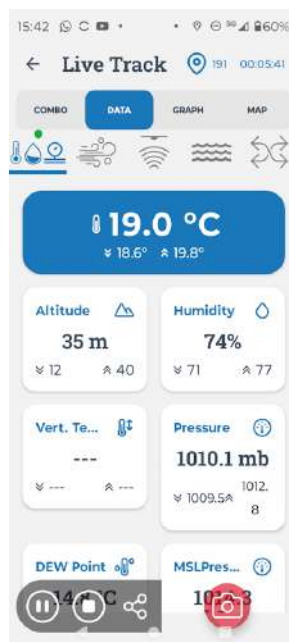 15:42
60%
Live Track 191 00:05:41
COMBO DATA GRAPH MAP
19.0 °C
18.6° 19.8°
Altitude Humidity
35 m 74%
12 40 71 77
Vert. Te... Pressure
--- 1010.1 mb
--- --- 1009.5 1012.8
DEW Point MSLPres...